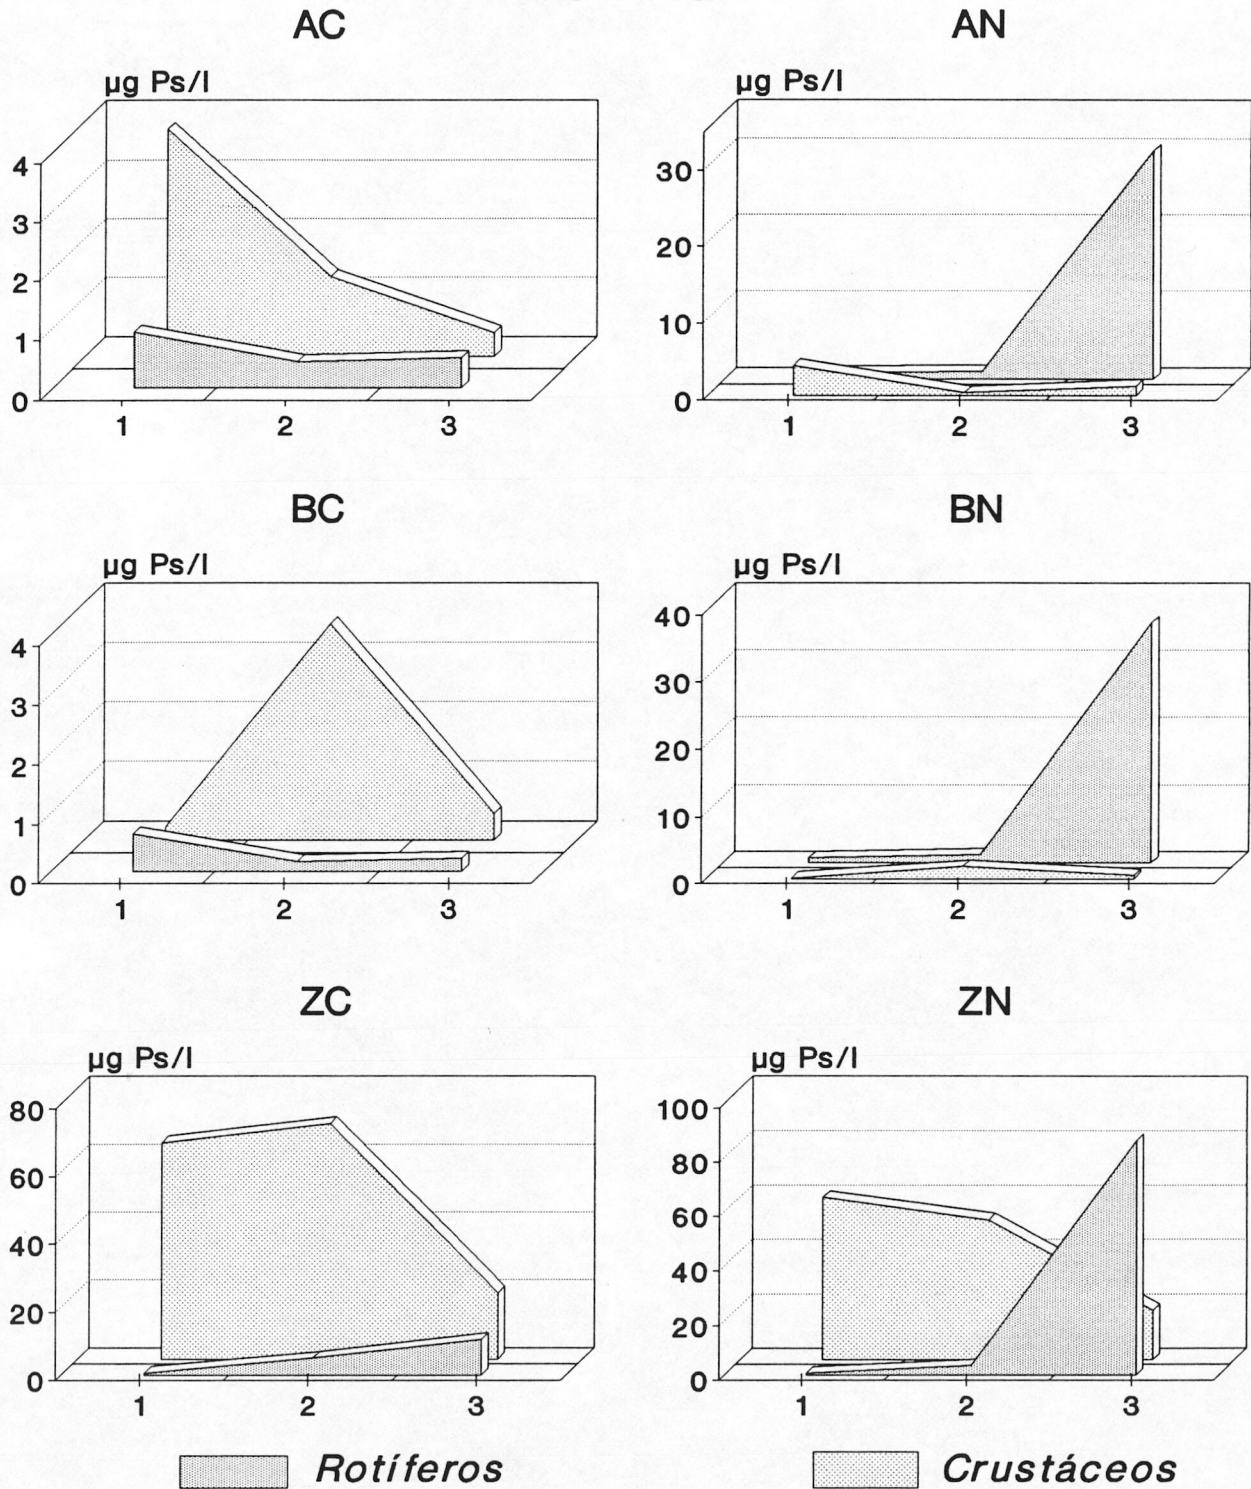 AC AN
µg Ps/l µg Ps/l
4 30
3 20
2 10
1 0
0
1 2 3 1 2 3
BC BN
µg Ps/l µg Ps/l
4 40
3 30
2 20
1 10
0 0
1 2 3 1 2 3
ZC ZN
µg Ps/l µg Ps/l
80 100
60 80
40 60
20 40
0 20
0
1 2 3 1 2 3
Rotíferos Crustáceos